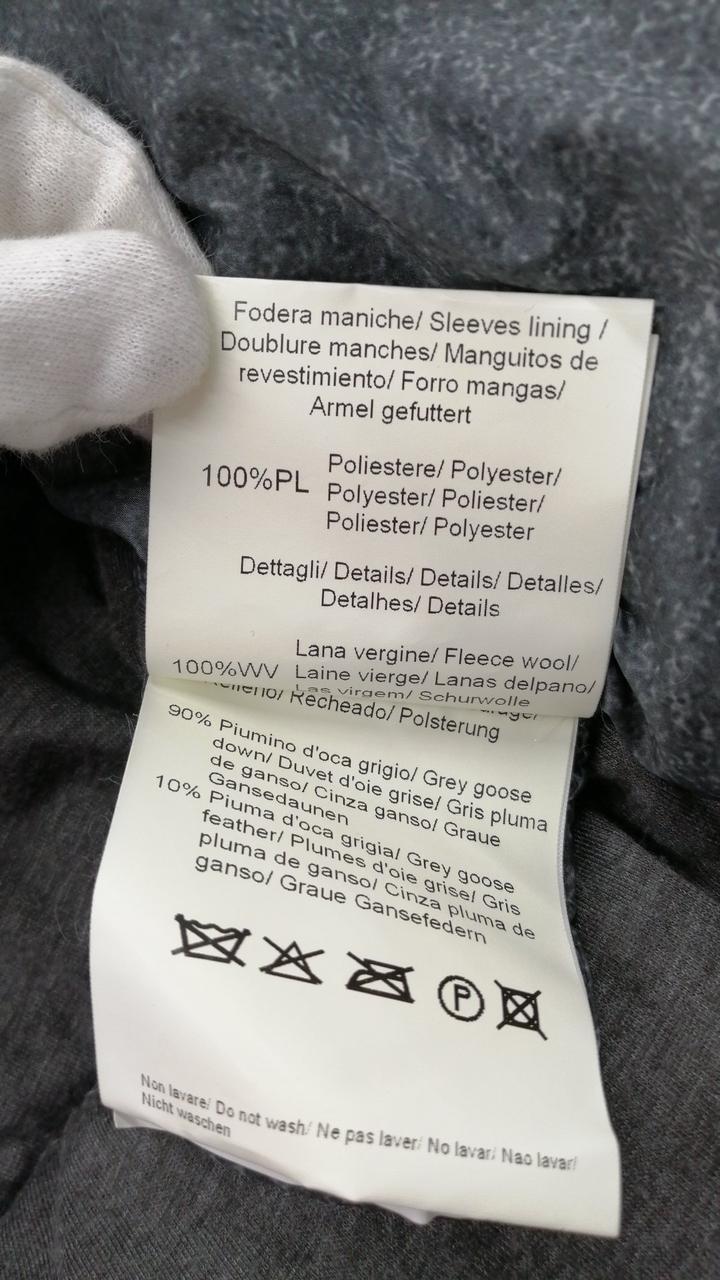 Fodera maniche/ Sleeves lining /
Doublure manches/ Manguitos de
revestimiento/ Forro mangas/
Armel gefuttert
100%PL
Poliestere/ Polyester/
Polyester/ Poliester/
Poliester/ Polyester
Dettagli/ Details/ Details/ Detalles/
Detalhes/ Details
100%WV
Lana vergine/ Fleece wool/
Laine vierge/ Lanas delpano/
Las virgem/ Schurwolle
Recheado/ Polsterung
90% Piumino d'oca grigio/ Grey goose
down/ Duvet d'oie grise/ Gris pluma
de ganso/ Cinza ganso/ Graue
Gansedaunen
10% Piuma d'oca grigia/ Grey goose
feather/ Plumes d'oie grise/ Gris
pluma de ganso/ Cinza pluma de
ganso/ Graue Gansefedern
P
Non lavare/ Do not wash/ Ne pas laver/ No lavar/ Nao lavar/
Nicht waschen